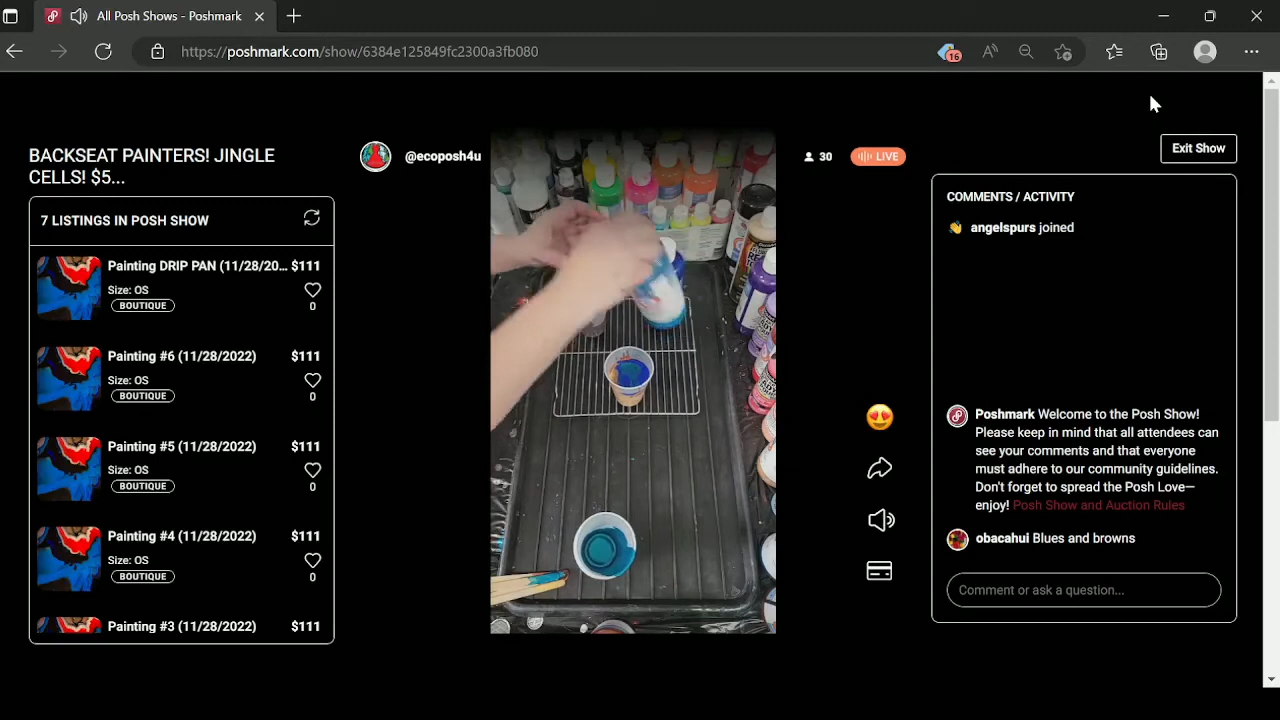 All Posh Shows - Poshmark
https://poshmark.com/show/6384e125849fc2300a3fb080
16
BACKSEAT PAINTERS! JINGLE
CELLS! $5...
@ecoposh4u
30
LIVE
Exit Show
7 LISTINGS IN POSH SHOW
Painting DRIP PAN (11/28/20... $111
Size: OS
BOUTIQUE
0
Painting #6 (11/28/2022) $111
Size: OS
BOUTIQUE
0
Painting #5 (11/28/2022) $111
Size: OS
BOUTIQUE
0
Painting #4 (11/28/2022) $111
Size: OS
BOUTIQUE
0
Painting #3 (11/28/2022) $111
COMMENTS / ACTIVITY
angelspurs joined
Poshmark Welcome to the Posh Show!
Please keep in mind that all attendees can
see your comments and that everyone
must adhere to our community guidelines.
Don't forget to spread the Posh Love—
enjoy! Posh Show and Auction Rules
obacahui Blues and browns
Comment or ask a question...